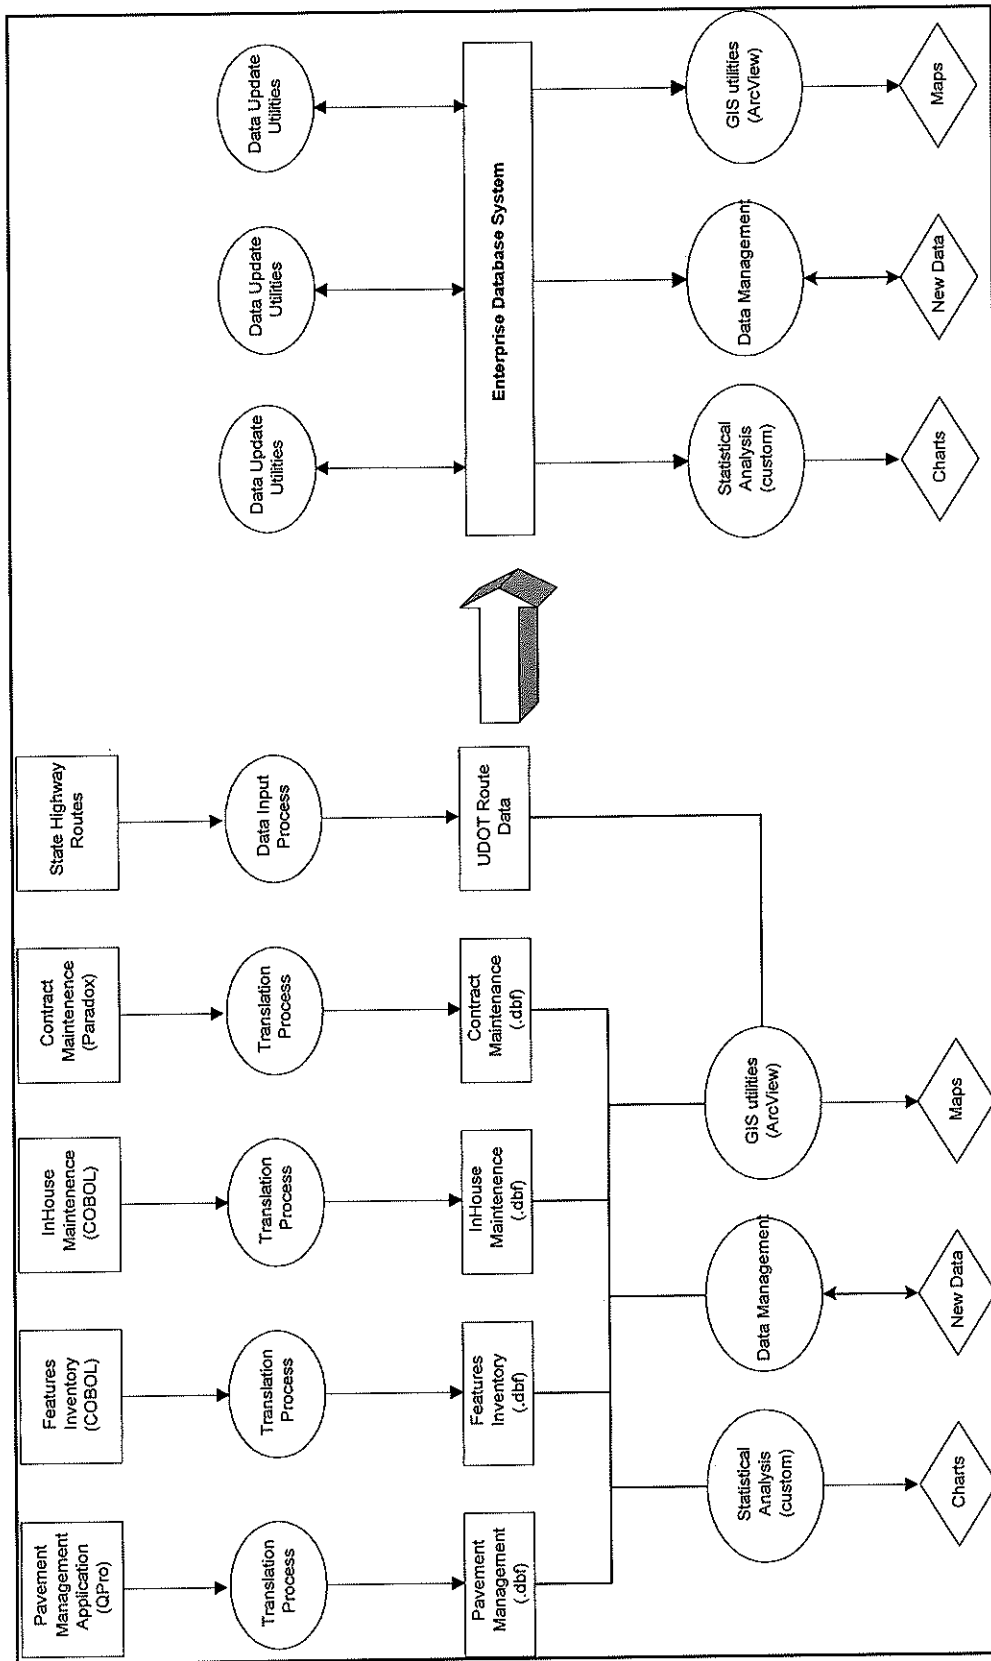 Pavement
Management
Application
(QPro)
Features
Inventory
(COBOL)
InHouse
Maintenence
(COBOL)
Contract
Maintenence
(Paradox)
State Highway
Routes
Translation
Process
Translation
Process
Translation
Process
Translation
Process
Data Input
Process
Pavement
Management
(.dbf)
Features
Inventory
(.dbf)
InHouse
Maintenence
(.dbf)
Contract
Maintenance
(.dbf)
UDOT Route
Data
Statistical
Analysis
(custom)
Data Management
GIS utilities
(ArcView)
Charts
New Data
Maps
Data Update
Utilities
Data Update
Utilities
Data Update
Utilities
Enterprise Database System
Statistical
Analysis
(custom)
Data Management
GIS utilities
(ArcView)
Charts
New Data
Maps